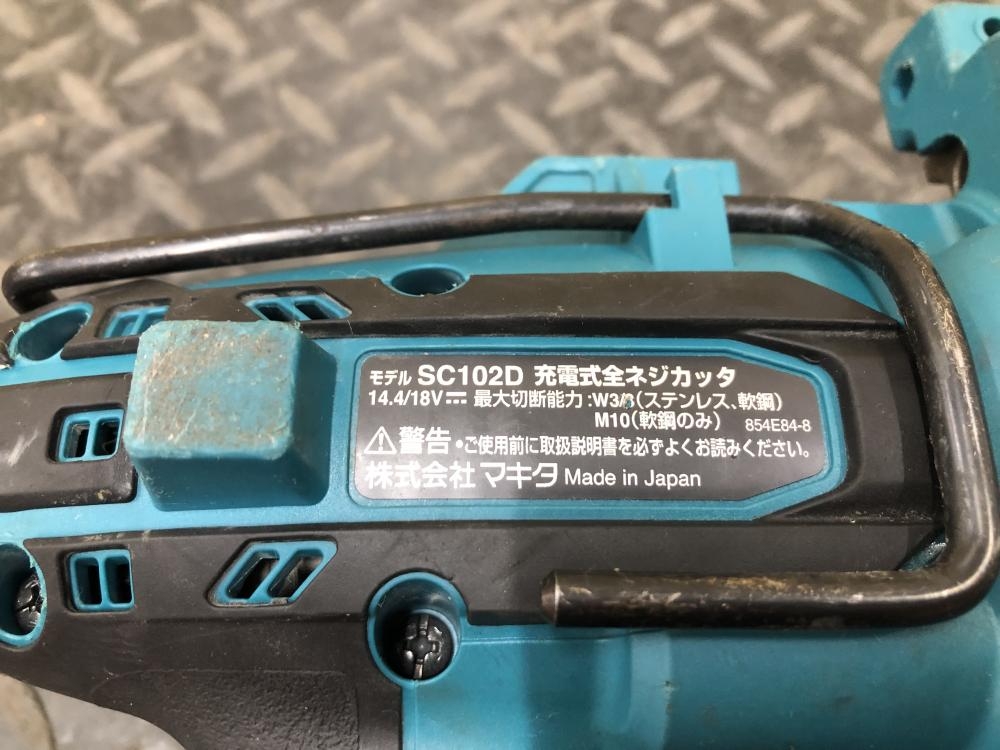 モデル SC102D 充電式全ネジカッタ
14.4/18V⎓ 最大切断能力:W3/8(ステンレス、軟鋼)
M10(軟鋼のみ) 854E84-8
⚠警告 •ご使用前に取扱説明書を必ずよくお読みください。
株式会社 マキタ Made in Japan